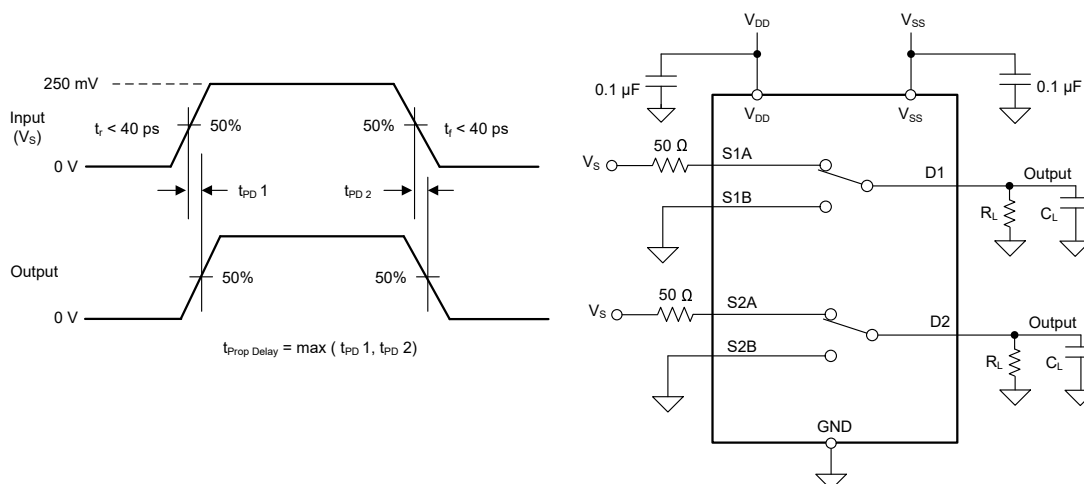 250 mV
Input
(VS)
tr < 40 ps
50%
50%
tf < 40 ps
0 V
tPD 1
tPD 2
Output
50%
50%
0 V
tProp Delay = max ( tPD 1, tPD 2)
VDD
VSS
0.1 µF
0.1 µF
VDD
VSS
VS
50 Ω
S1A
D1
Output
S1B
RL
CL
VS
50 Ω
S2A
D2
Output
S2B
RL
CL
GND